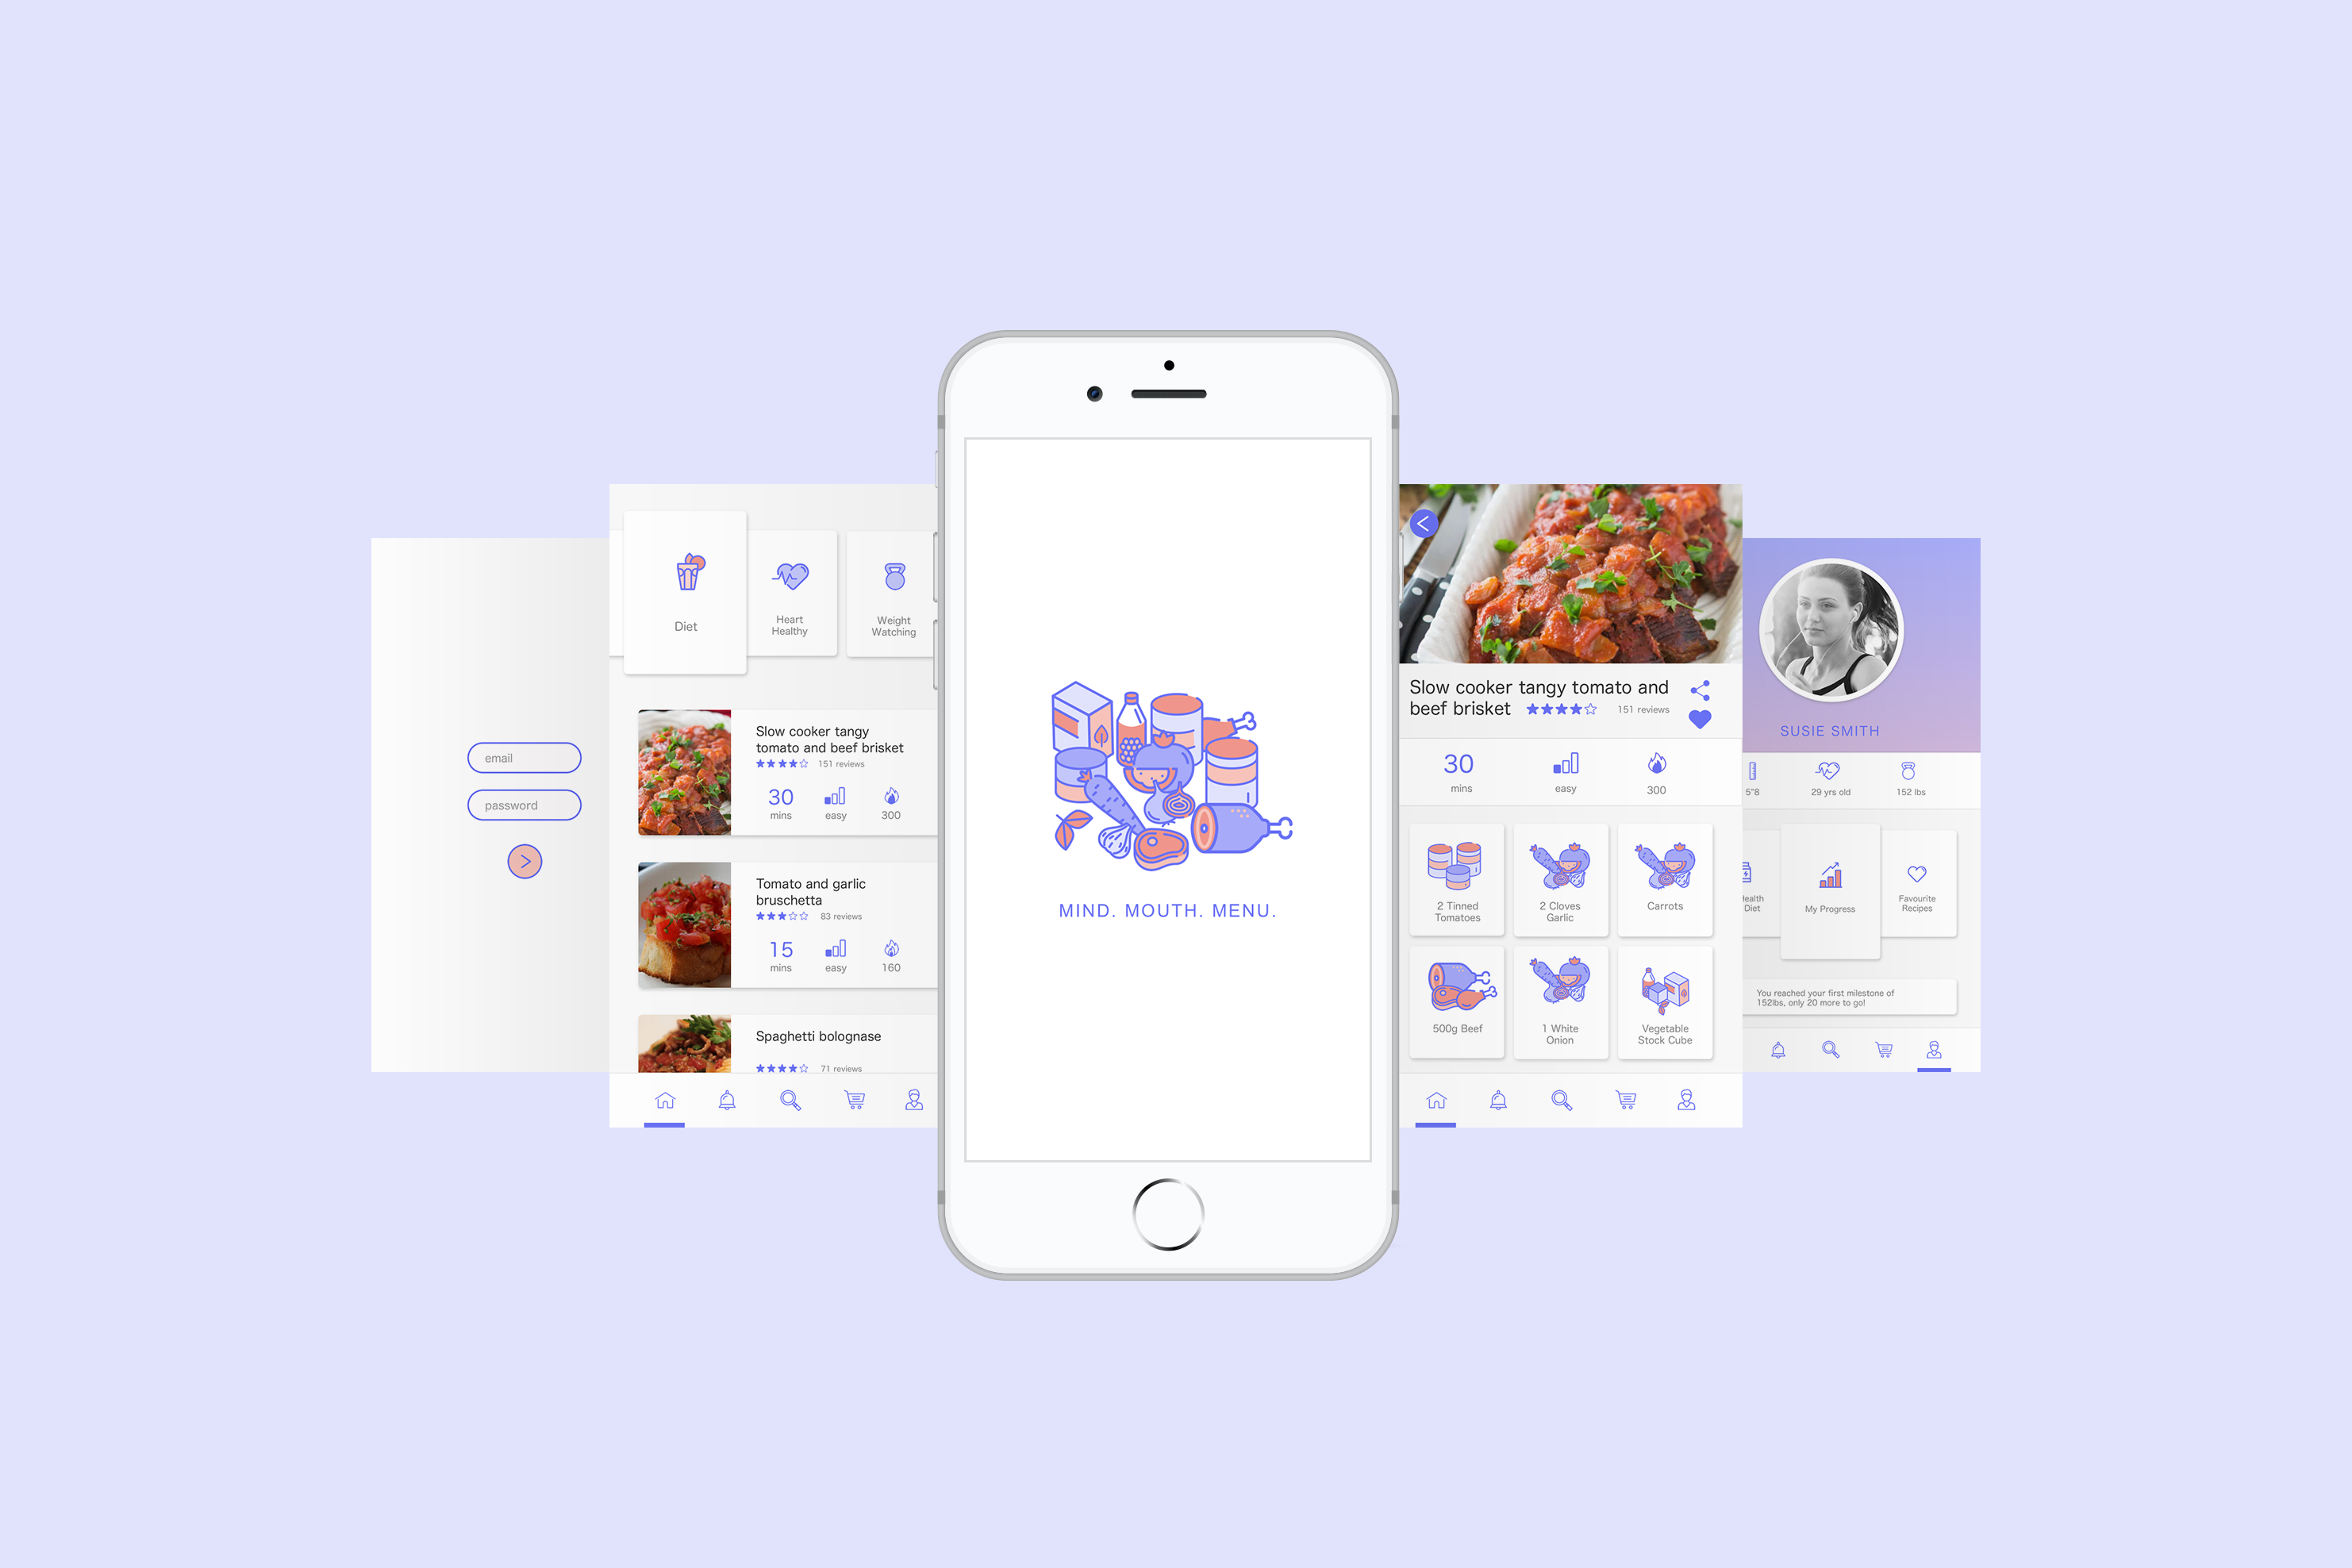 email
password
Diet
Heart
Healthy
Weight
Watching
Slow cooker tangy
tomato and beef brisket
151 reviews
30
mins
easy
300
Tomato and garlic
bruschetta
83 reviews
15
mins
easy
160
Spaghetti bolognase
71 reviews
MIND. MOUTH. MENU.
Slow cooker tangy tomato and
beef brisket 151 reviews
30
mins
easy
300
2 Tinned
Tomatoes
2 Cloves
Garlic
Carrots
500g Beef
1 White
Onion
Vegetable
Stock Cube
SUSIE SMITH
5"8
29 yrs old
152 lbs
Diet
My Progress
Favourite
Recipes
You reached your first milestone of
152lbs, only 20 more to go!